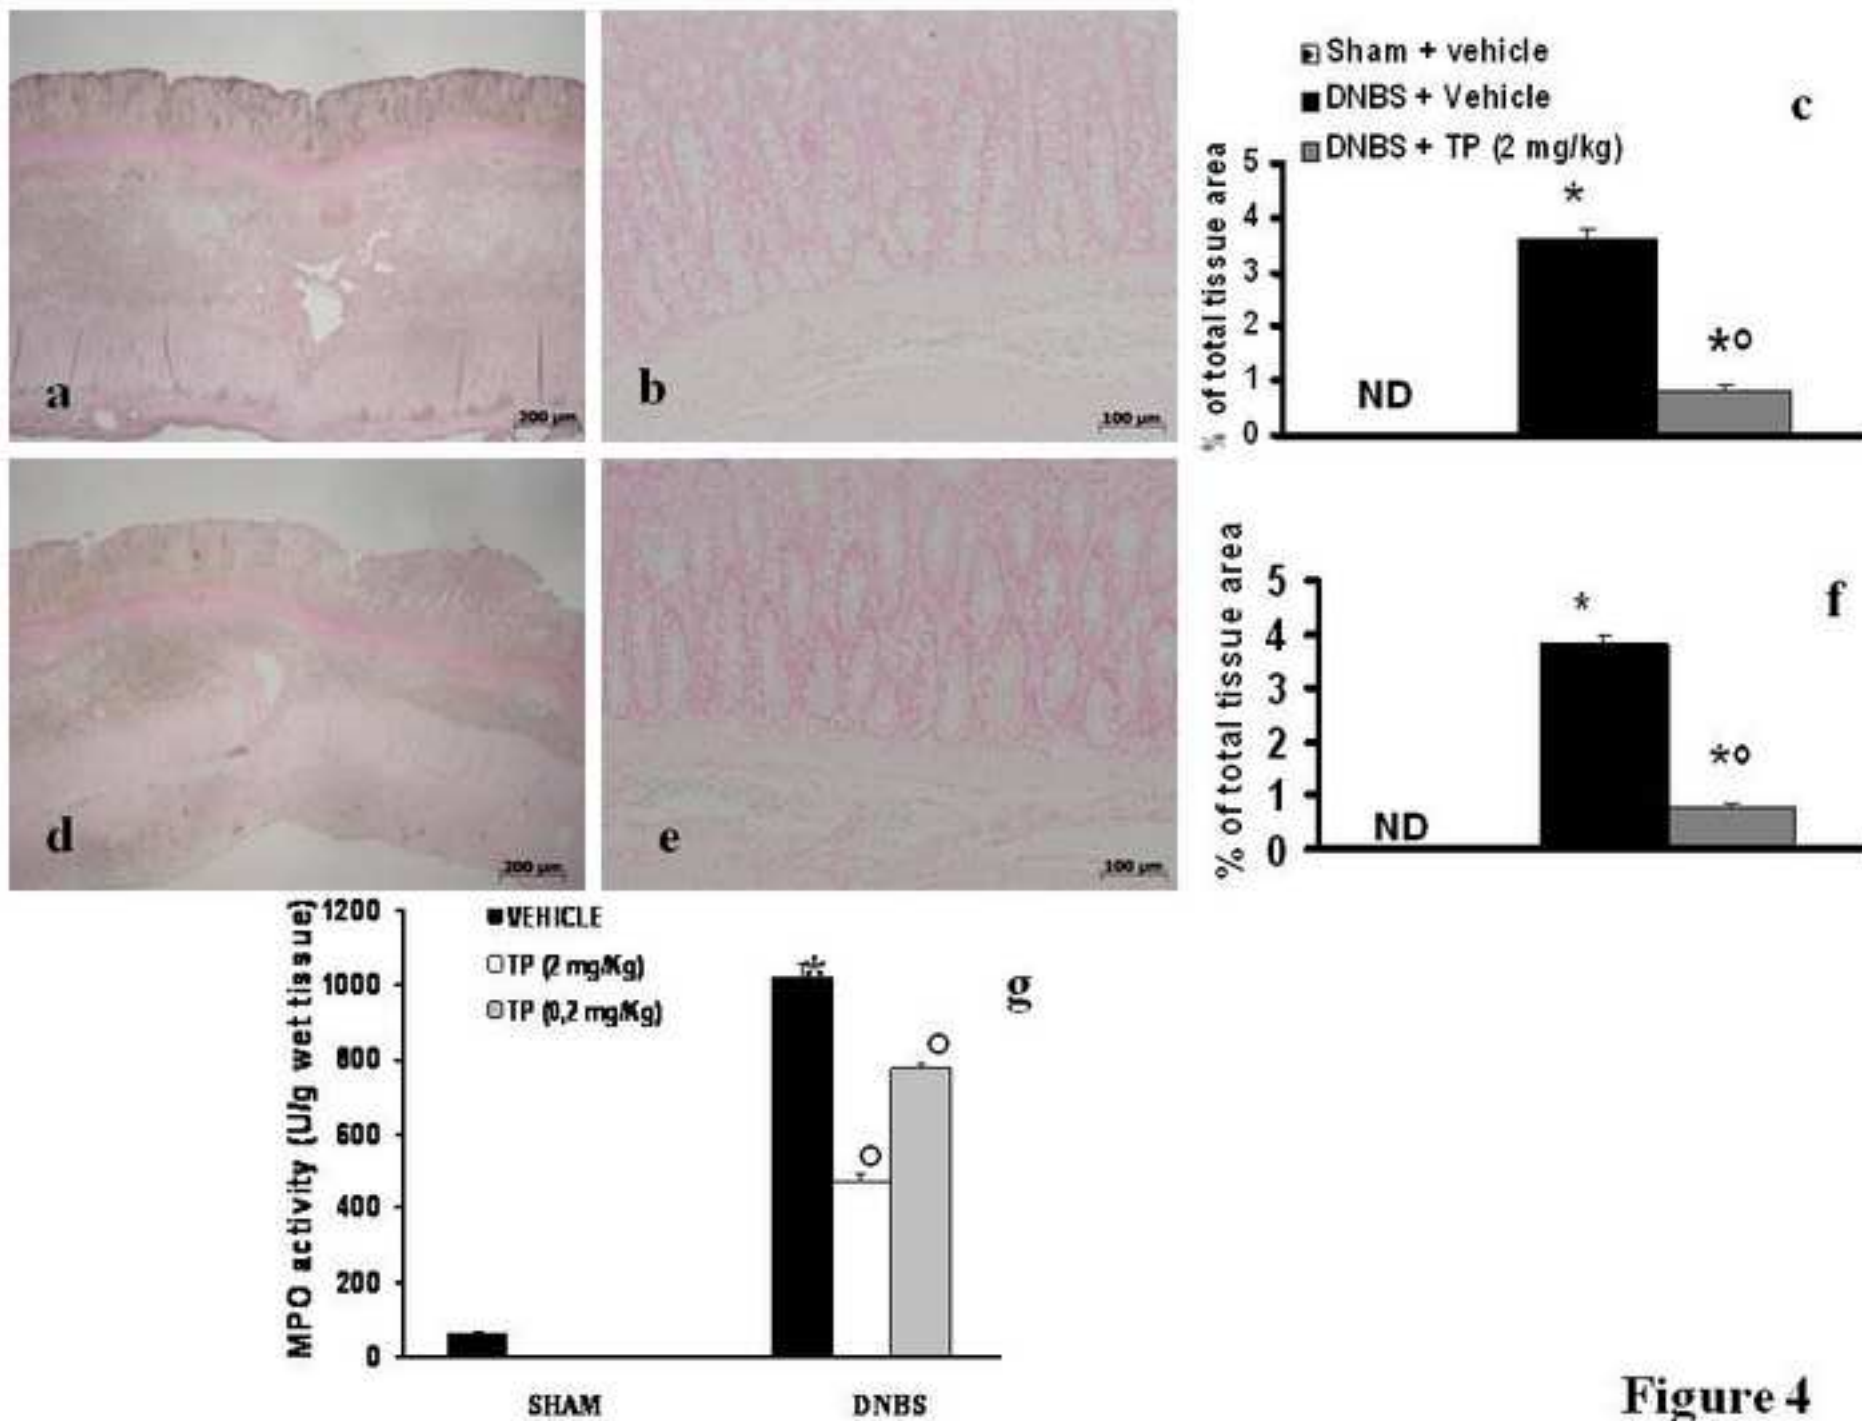 a
200 µm
b
100 µm
Sham + vehicle
DNBS + Vehicle
DNBS + TP (2 mg/kg)
c
% of total tissue area
5
4
3
2
1
0
*
*o
ND
d
200 µm
e
100 µm
f
% of total tissue area
5
4
3
2
1
0
*
*o
ND
MPO activity (U/g wet tissue)
1200
1000
800
600
400
200
0
VEHICLE
TP (2 mg/Kg)
TP (0,2 mg/Kg)
g
*
O
O
SHAM
DNBS
Figure 4